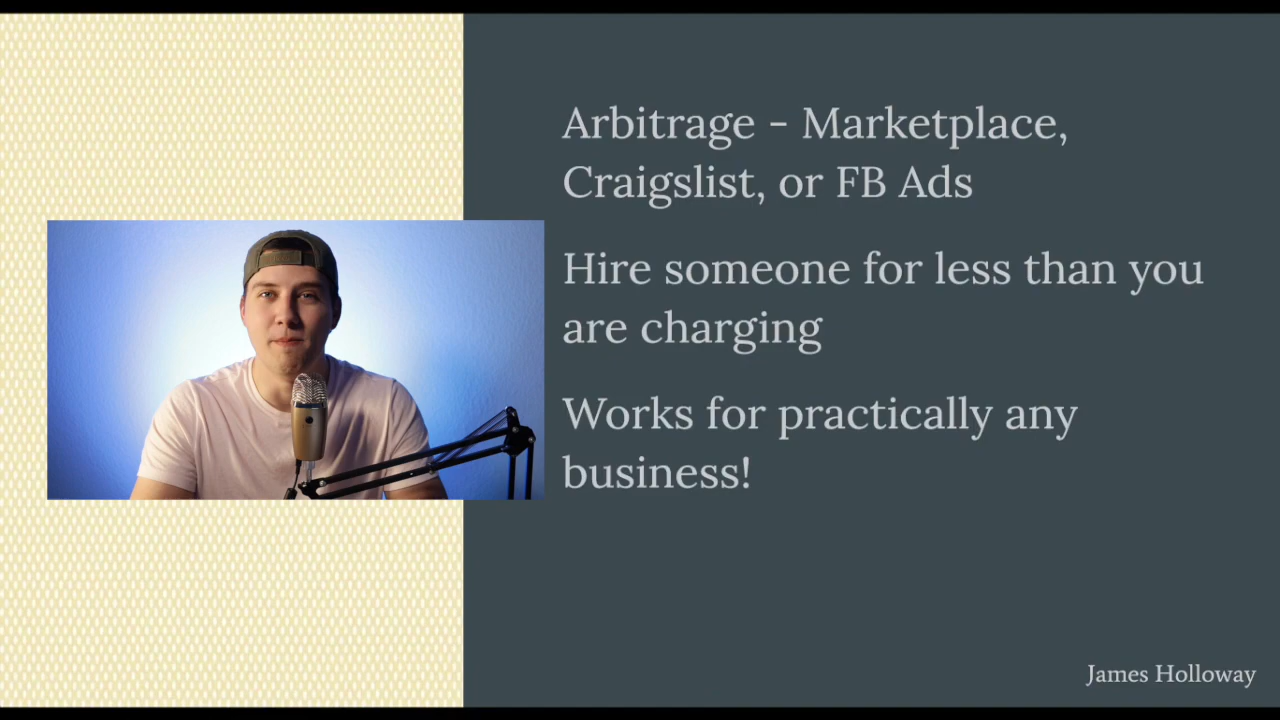 Arbitrage - Marketplace,
Craigslist, or FB Ads
Hire someone for less than you
are charging
Works for practically any
business!
James Holloway